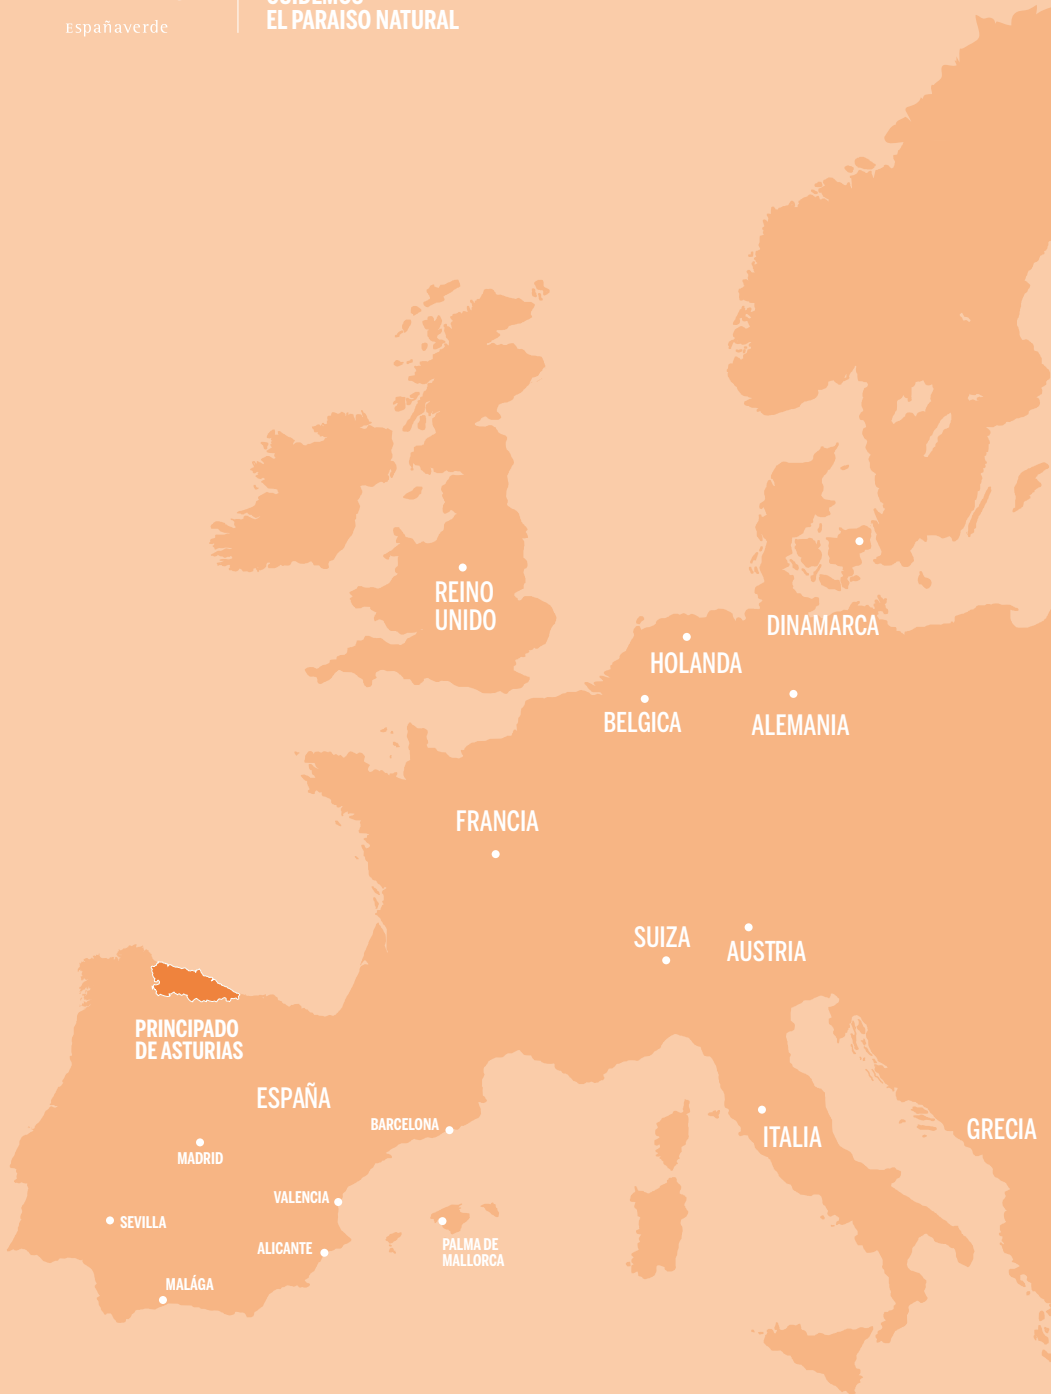 CUIDEMOS
EL PARAISO NATURAL
Españaverde
REINO
UNIDO
DINAMARCA
HOLANDA
BELGICA
ALEMANIA
FRANCIA
SUIZA
AUSTRIA
PRINCIPADO
DE ASTURIAS
ESPAÑA
BARCELONA
ITALIA
GRECIA
MADRID
VALENCIA
SEVILLA
ALICANTE
PALMA DE
MALLORCA
MALÁGA